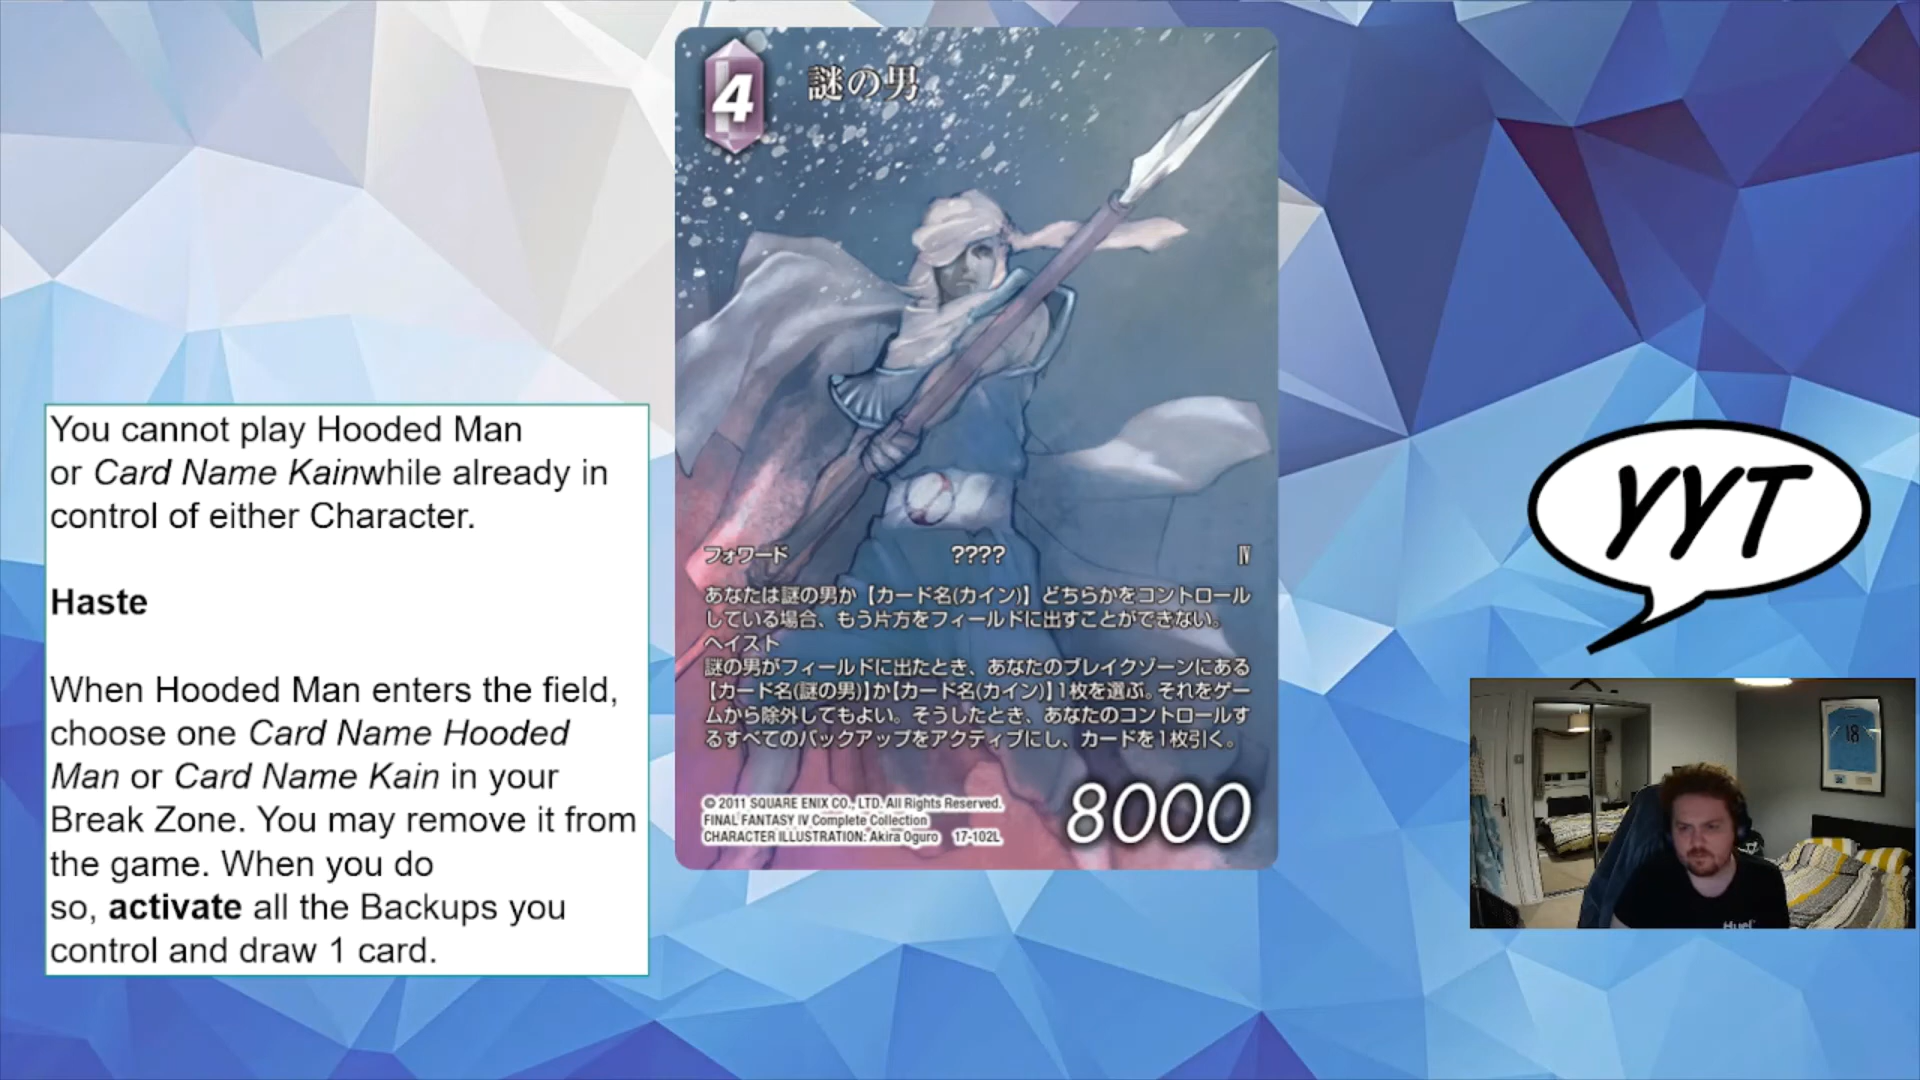 You cannot play Hooded Man
or Card Name Kainwhile already in
control of either Character.
Haste
When Hooded Man enters the field,
choose one Card Name Hooded
Man or Card Name Kain in your
Break Zone. You may remove it from
the game. When you do
so, activate all the Backups you
control and draw 1 card.
4
謎の男
フォワード ???? Ⅳ
あなたは謎の男か【カード名(カイン)】どちらかをコントロール
している場合、もう片方をフィールドに出すことができない。
ヘイスト
謎の男がフィールドに出たとき、あなたのブレイクゾーンにある
【カード名(謎の男)】か【カード名(カイン)】1枚を選ぶ。それをゲー
ムから除外してもよい。そうしたとき、あなたのコントロールす
るすべてのバックアップをアクティブにし、カードを1枚引く。
© 2011 SQUARE ENIX CO., LTD. All Rights Reserved.
FINAL FANTASY IV Complete Collection
CHARACTER ILLUSTRATION: Akira Oguro 17-102L
8000
YYT
18
Huel